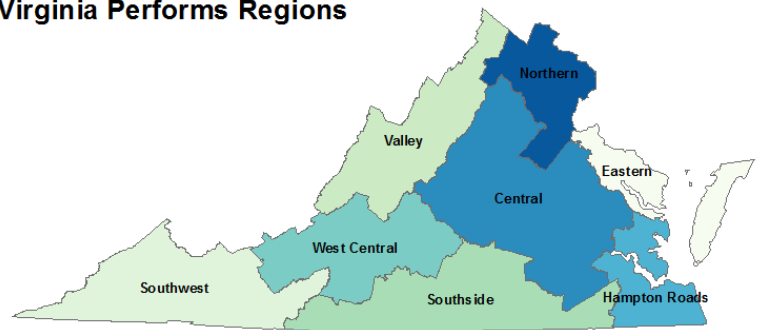 Virginia Performs Regions
Northern
Valley
Eastern
Central
West Central
Southwest
Southside
Hampton Roads